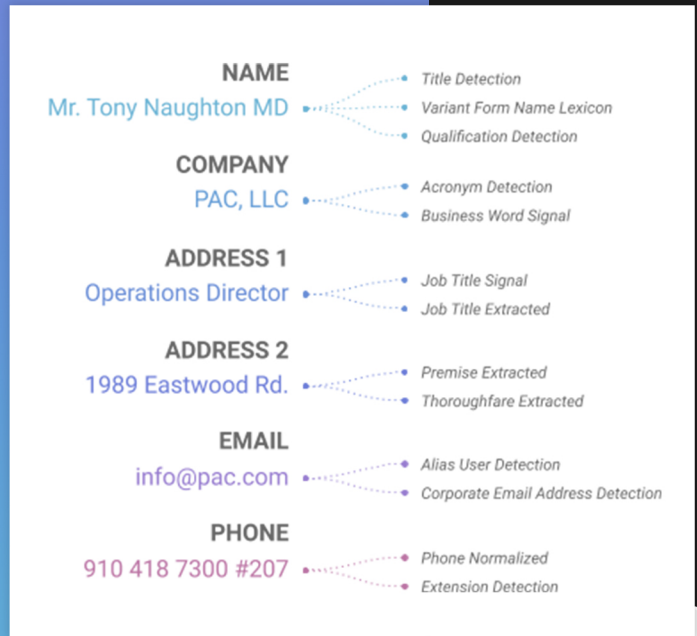 NAME
Mr. Tony Naughton MD
Title Detection
Variant Form Name Lexicon
Qualification Detection
COMPANY
PAC, LLC
Acronym Detection
Business Word Signal
ADDRESS 1
Operations Director
Job Title Signal
Job Title Extracted
ADDRESS 2
1989 Eastwood Rd.
Premise Extracted
Thoroughfare Extracted
EMAIL
info@pac.com
Alias User Detection
Corporate Email Address Detection
PHONE
910 418 7300 #207
Phone Normalized
Extension Detection